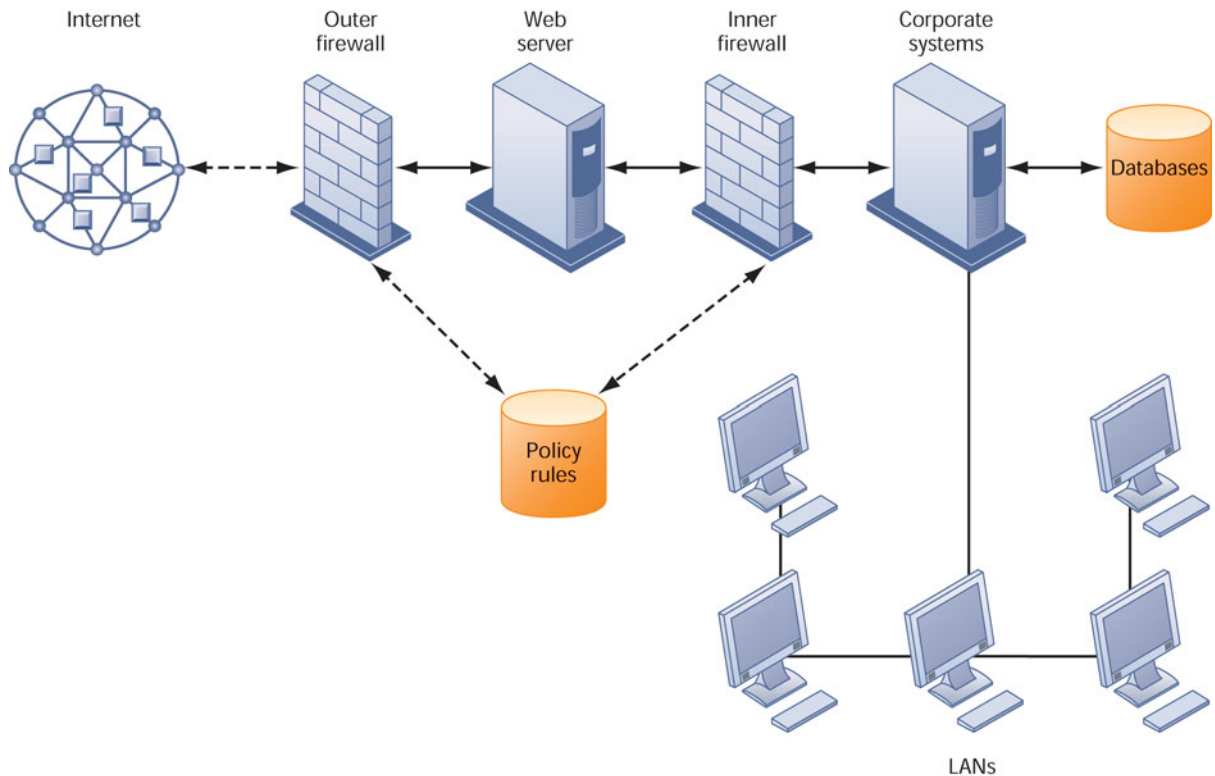 Internet
Outer
firewall
Web
server
Inner
firewall
Corporate
systems
Databases
Policy
rules
LANs